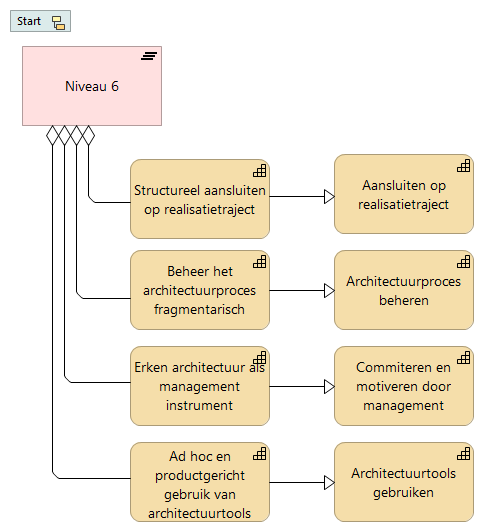 Start
Niveau 6
Structureel aansluiten
op realisatietraject
Aansluiten op
realisatietraject
Beheer het
architectuurproces
fragmentarisch
Architectuurproces
beheren
Erken architectuur als
management
instrument
Commiteren en
motiveren door
management
Ad hoc en
productgericht
gebruik van
architectuurtools
Architectuurtools
gebruiken